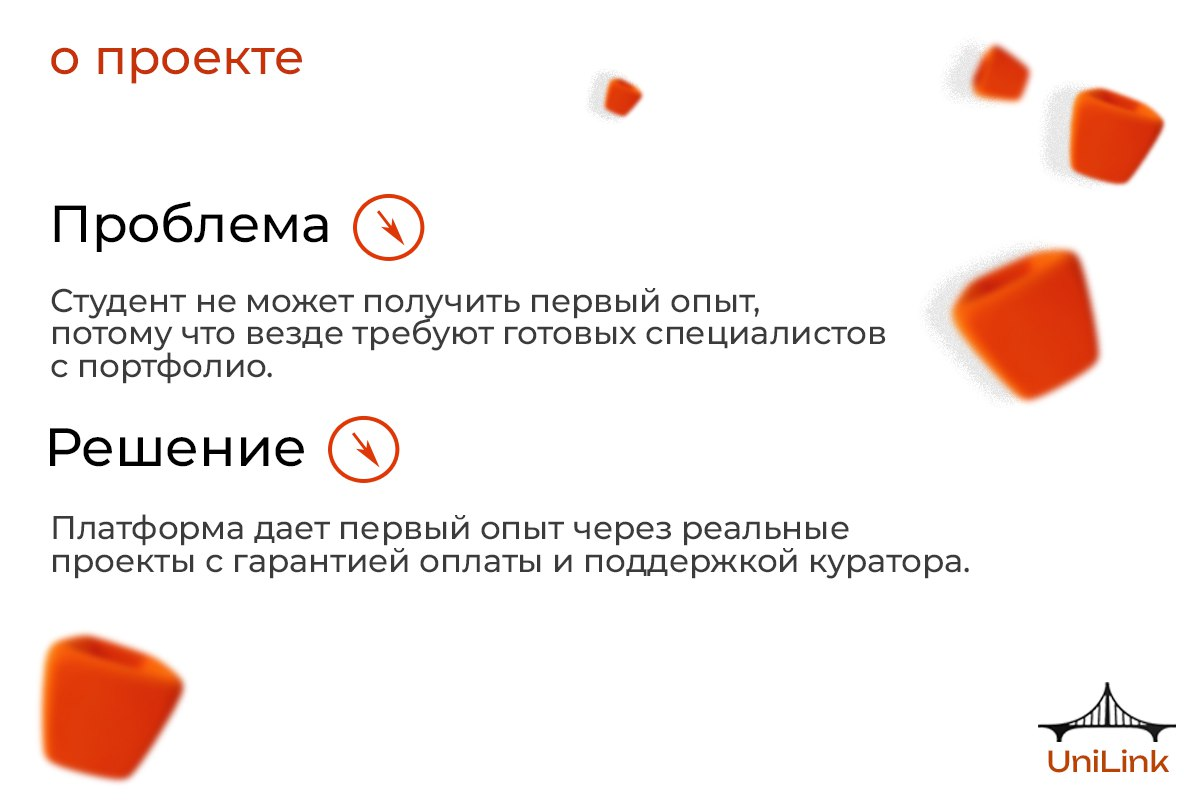 о проекте
Проблема
Студент не может получить первый опыт,
потому что везде требуют готовых специалистов
с портфолио.
Решение
Платформа дает первый опыт через реальные
проекты с гарантией оплаты и поддержкой куратора.
UniLink